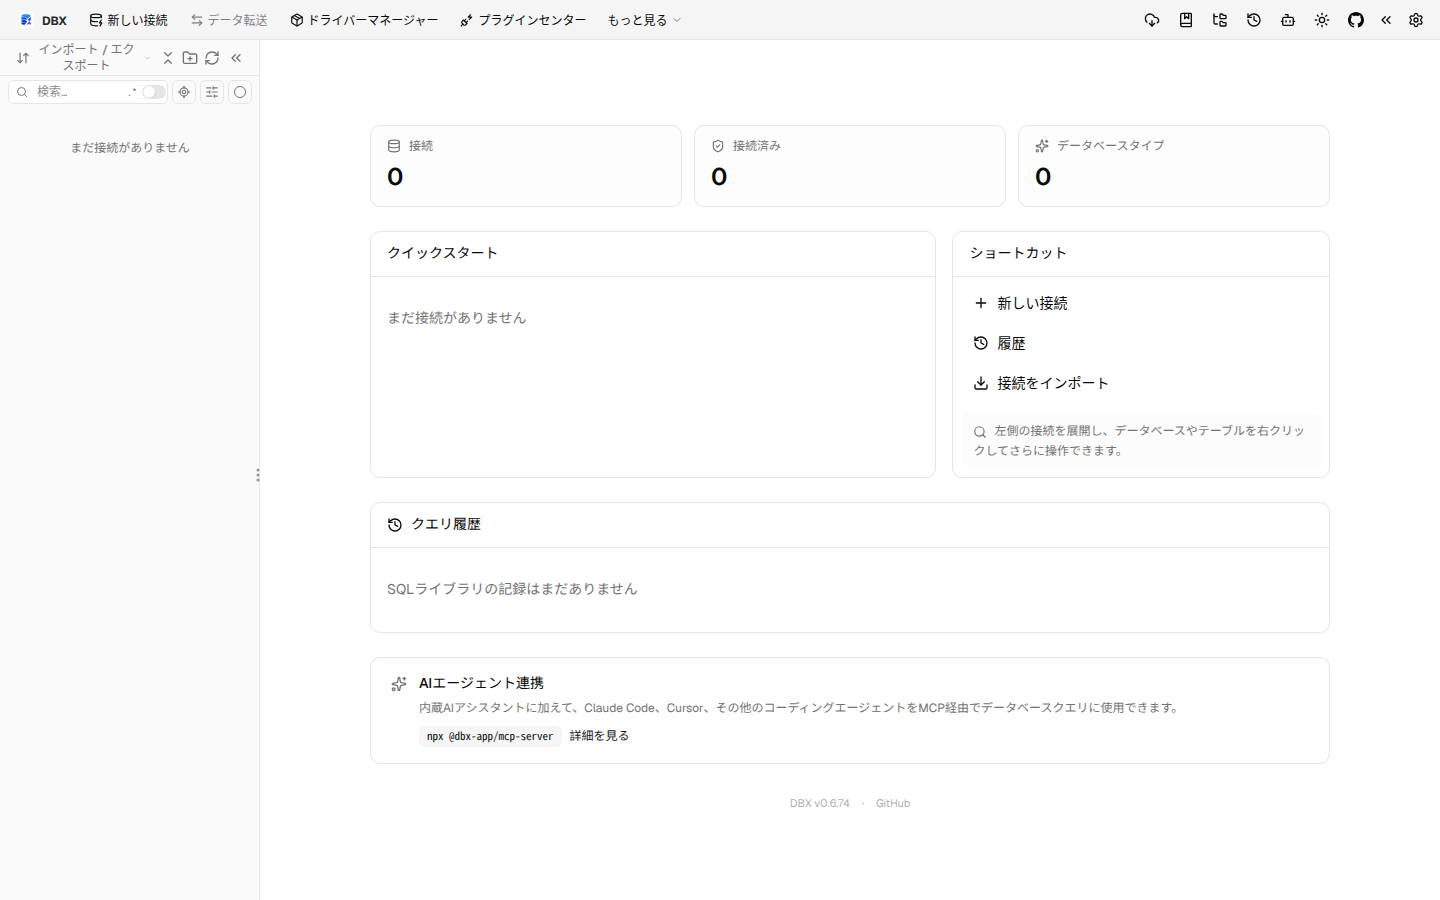 DBX 新しい接続 データ転送 ドライバーマネージャー プラグインセンター もっと見る
インポート / エク
スポート
検索... .*
まだ接続がありません
接続
0
接続済み
0
データベースタイプ
0
クイックスタート
まだ接続がありません
ショートカット
新しい接続
履歴
接続をインポート
左側の接続を展開し、データベースやテーブルを右クリッ
クしてさらに操作できます。
クエリ履歴
SQLライブラリの記録はまだありません
AIエージェント連携
内蔵AIアシスタントに加えて、Claude Code、Cursor、その他のコーディングエージェントをMCP経由でデータベースクエリに使用できます。
npx @dbx-app/mcp-server 詳細を見る
DBX v0.6.74 · GitHub